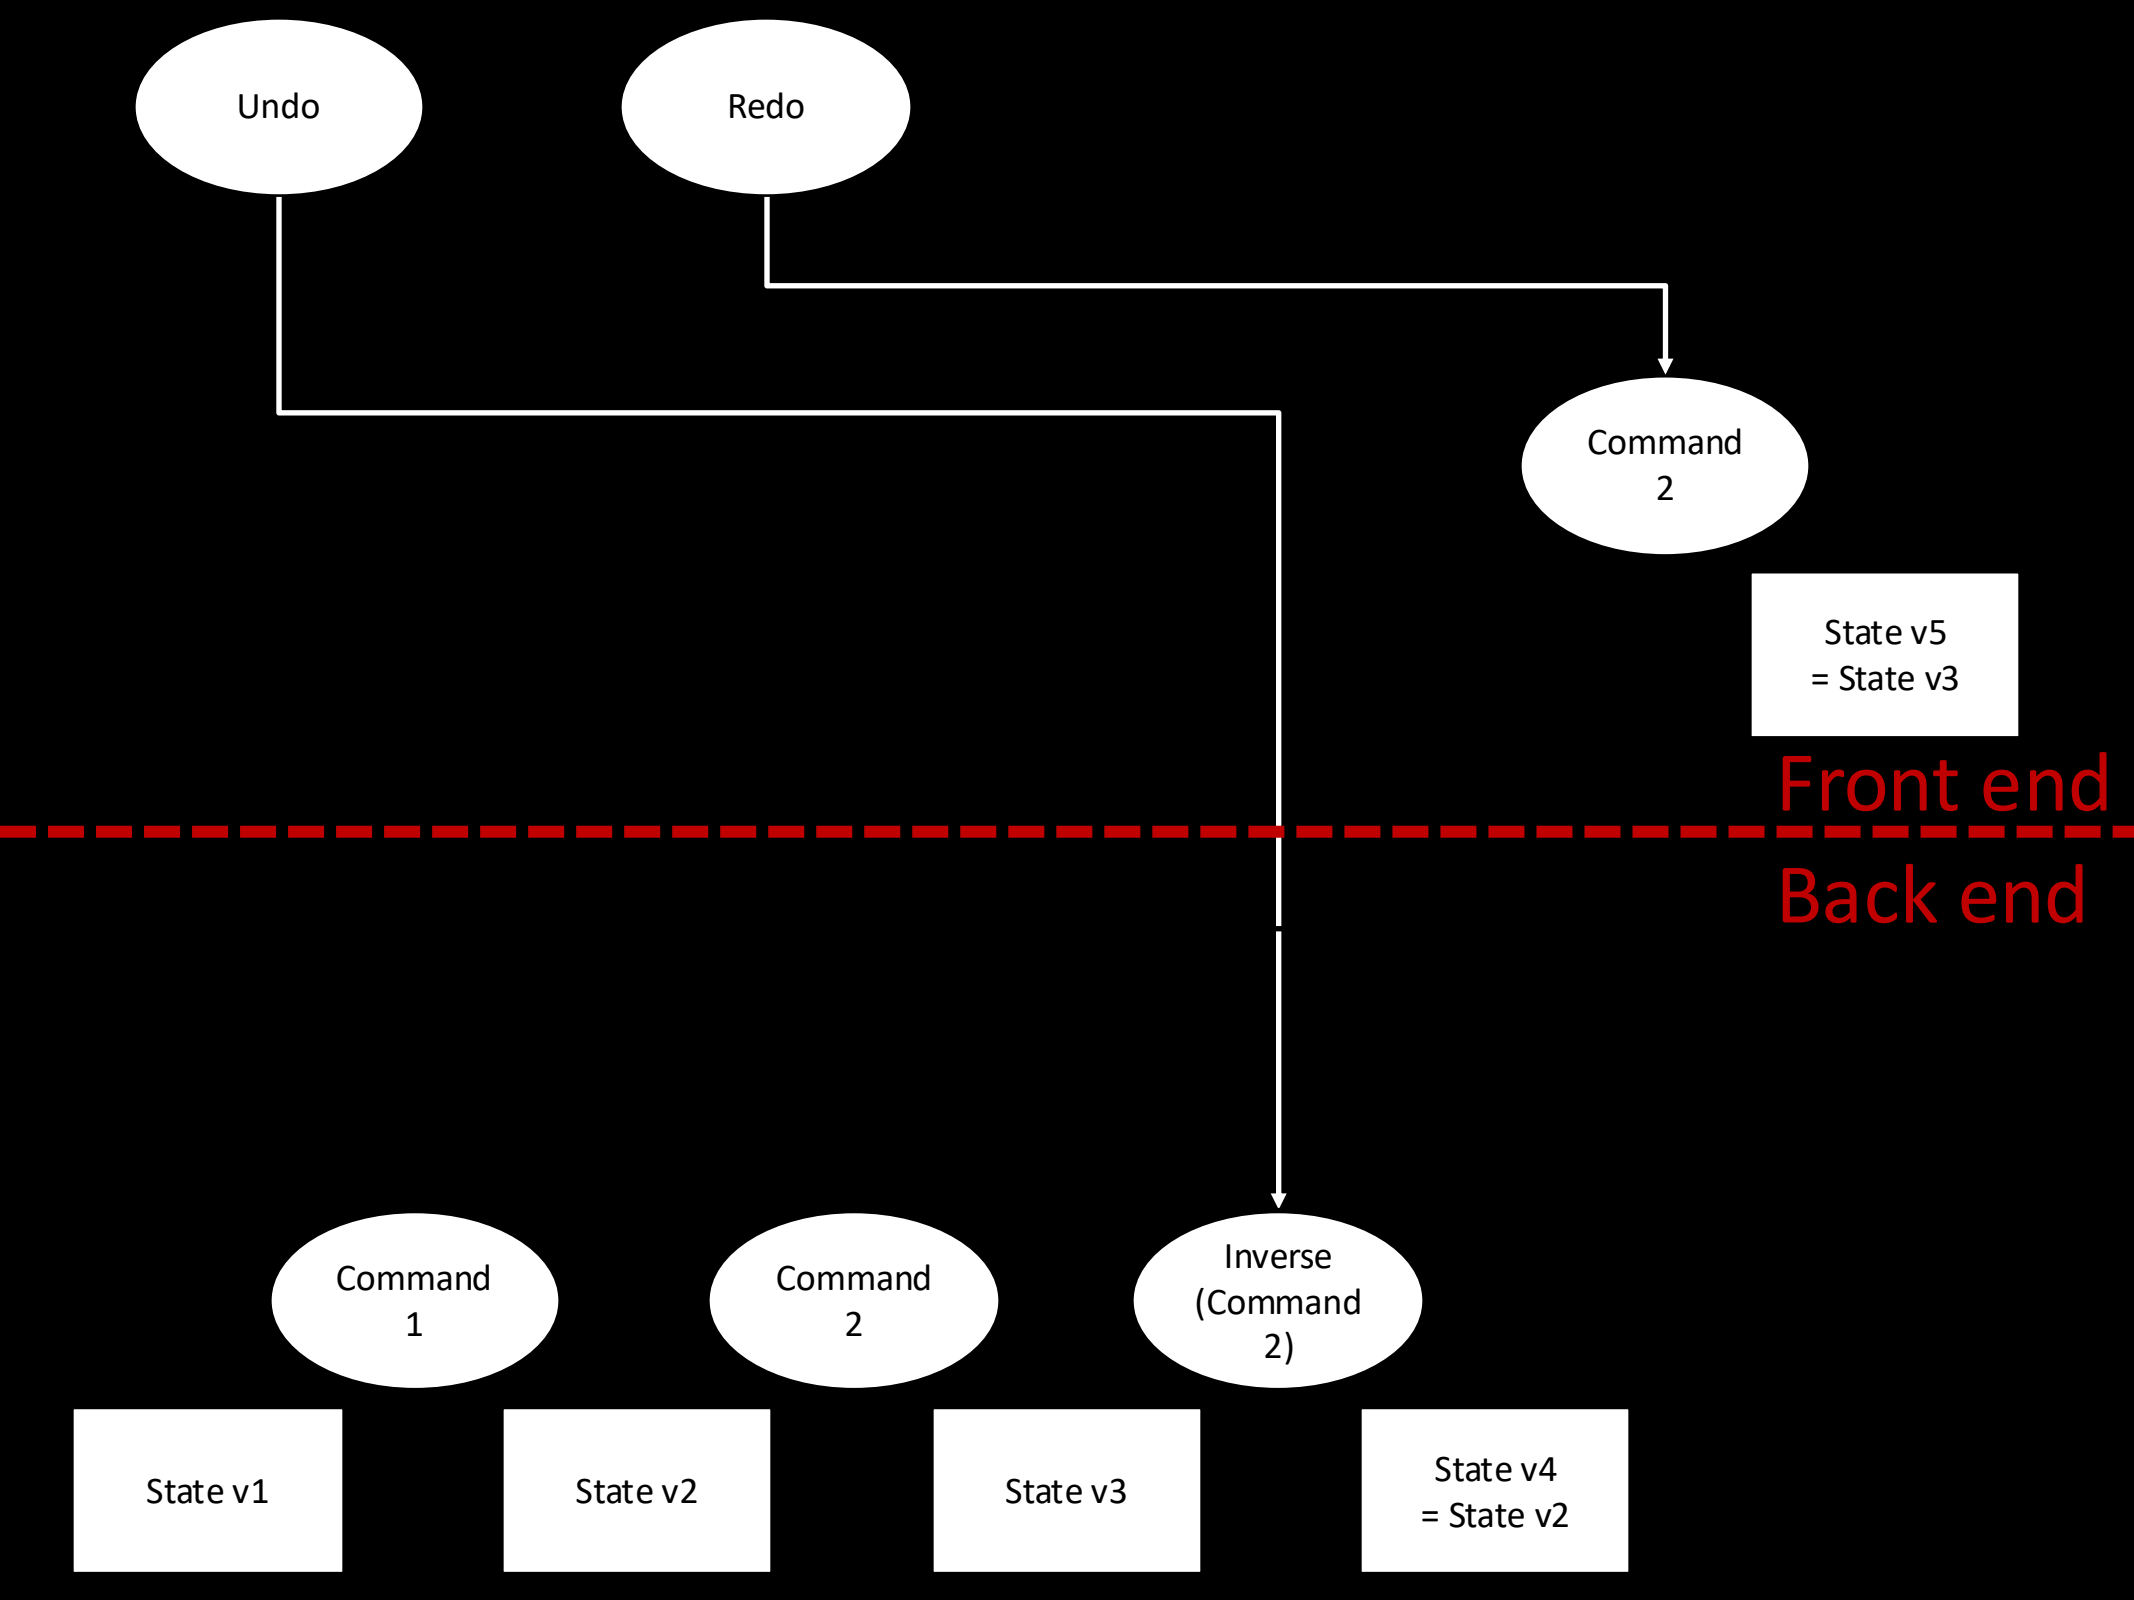 Undo
Redo
Command
2
State v5
= State v3
Front end
Back end
Command
1
Command
2
Inverse
(Command
2)
State v1
State v2
State v3
State v4
= State v2